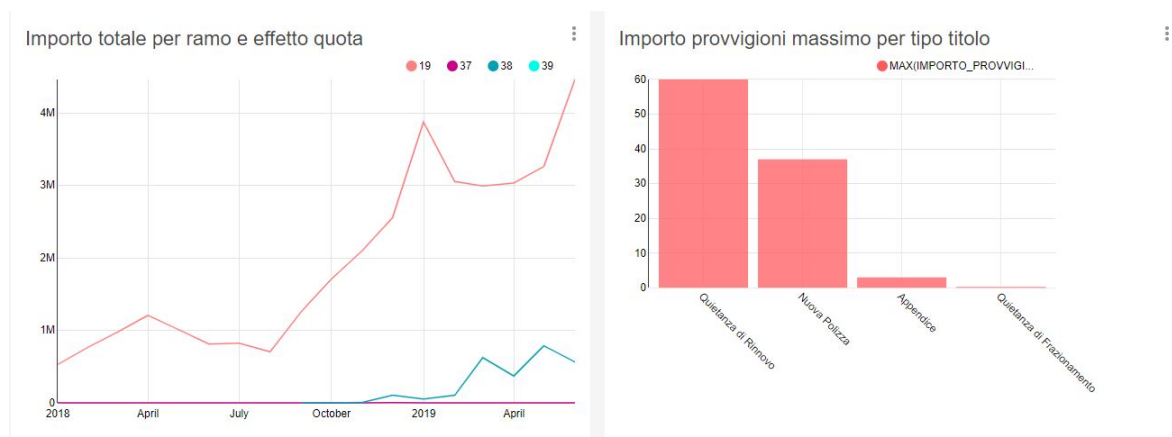 Importo totale per ramo e effetto quota
19 37 38 39
4M
3M
2M
1M
0
2018 April July October 2019 April
Importo provvigioni massimo per tipo titolo
MAX(IMPORTO_PROVVIGI...
60
50
40
30
20
10
0
Quietanza di Rinnovo
Nuova Polizza
Appendice
Quietanza di Frazionamento